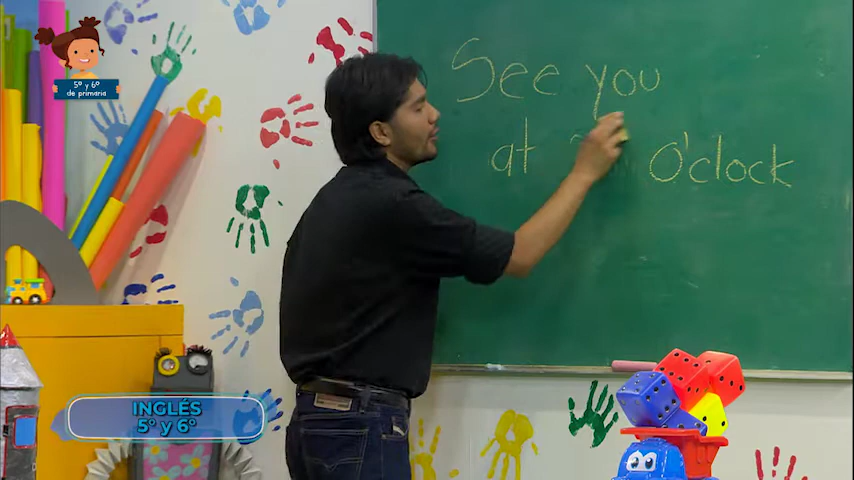 5º y 6º
de primaria
See you
at O'clock
INGLÉS
5º y 6º